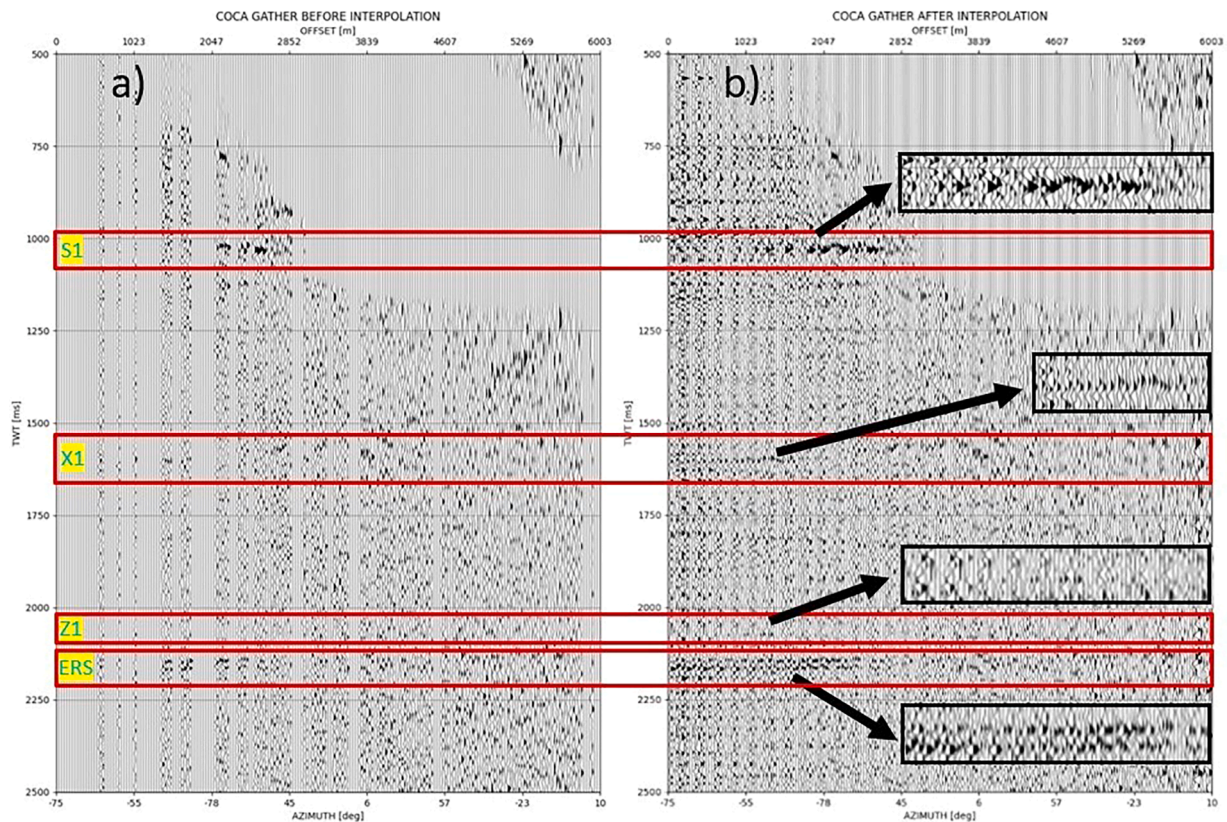 COCA GATHER BEFORE INTERPOLATION
OFFSET [m]
0 1023 2047 2852 3839 4607 5269 6003
a)
500
750
1000
1250
1500
1750
2000
2250
2500
TWT [ms]
S1
X1
Z1
ERS
-75 -55 -78 45 6 57 -23 10
AZIMUTH [deg]
COCA GATHER AFTER INTERPOLATION
OFFSET [m]
0 1023 2047 2852 3839 4607 5269 6003
b)
500
750
1000
1250
1500
1750
2000
2250
2500
TWT [ms]
-75 -55 -78 45 6 57 -23 10
AZIMUTH [deg]